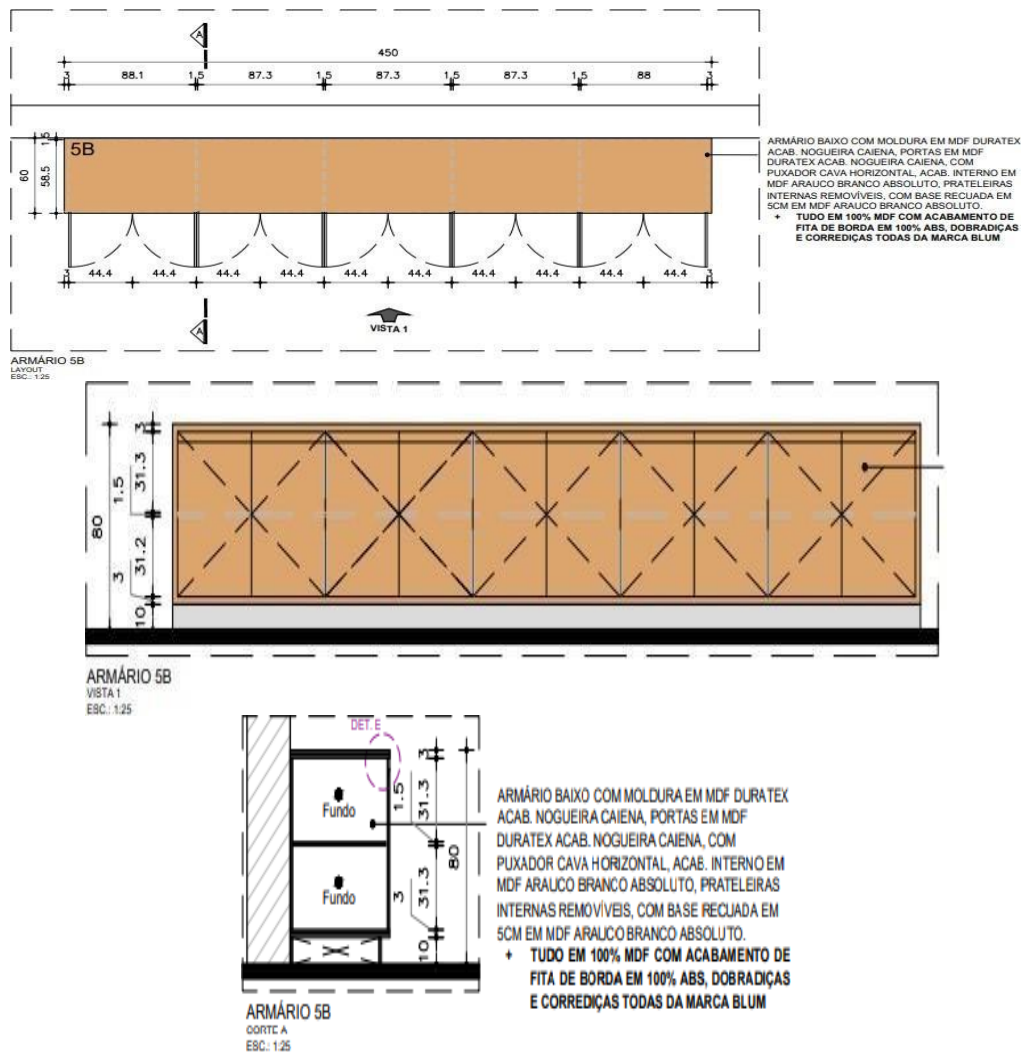 A
450
3 88.1 1.5 87.3 1.5 87.3 1.5 87.3 1.5 88 3
5B
1.5
60
58.5
ARMÁRIO BAIXO COM MOLDURA EM MDF DURATEX
ACAB. NOGUEIRA CAIENA, PORTAS EM MDF
DURATEX ACAB. NOGUEIRA CAIENA, COM
PUXADOR CAVA HORIZONTAL, ACAB. INTERNO EM
MDF ARAUCO BRANCO ABSOLUTO, PRATELEIRAS
INTERNAS REMOVÍVEIS, COM BASE RECUADA EM
5CM EM MDF ARAUCO BRANCO ABSOLUTO.
+ TUDO EM 100% MDF COM ACABAMENTO DE
FITA DE BORDA EM 100% ABS, DOBRADIÇAS
E CORREDIÇAS TODAS DA MARCA BLUM
3 44.4 44.4 44.4 44.4 44.4 44.4 44.4 44.4 44.4 44.4 3
A
VISTA 1
ARMÁRIO 5B
LAYOUT
ESC.: 1:25
3
31.3
1.5
80
31.2
3
10
ARMÁRIO 5B
VISTA 1
ESC.: 1:25
DET. E
3
Fundo
1.5
31.3
80
Fundo
3
31.3
10
ARMÁRIO BAIXO COM MOLDURA EM MDF DURATEX
ACAB. NOGUEIRA CAIENA, PORTAS EM MDF
DURATEX ACAB. NOGUEIRA CAIENA, COM
PUXADOR CAVA HORIZONTAL, ACAB. INTERNO EM
MDF ARAUCO BRANCO ABSOLUTO, PRATELEIRAS
INTERNAS REMOVÍVEIS, COM BASE RECUADA EM
5CM EM MDF ARAUCO BRANCO ABSOLUTO.
+ TUDO EM 100% MDF COM ACABAMENTO DE
FITA DE BORDA EM 100% ABS, DOBRADIÇAS
E CORREDIÇAS TODAS DA MARCA BLUM
ARMÁRIO 5B
CORTE A
ESC.: 1:25